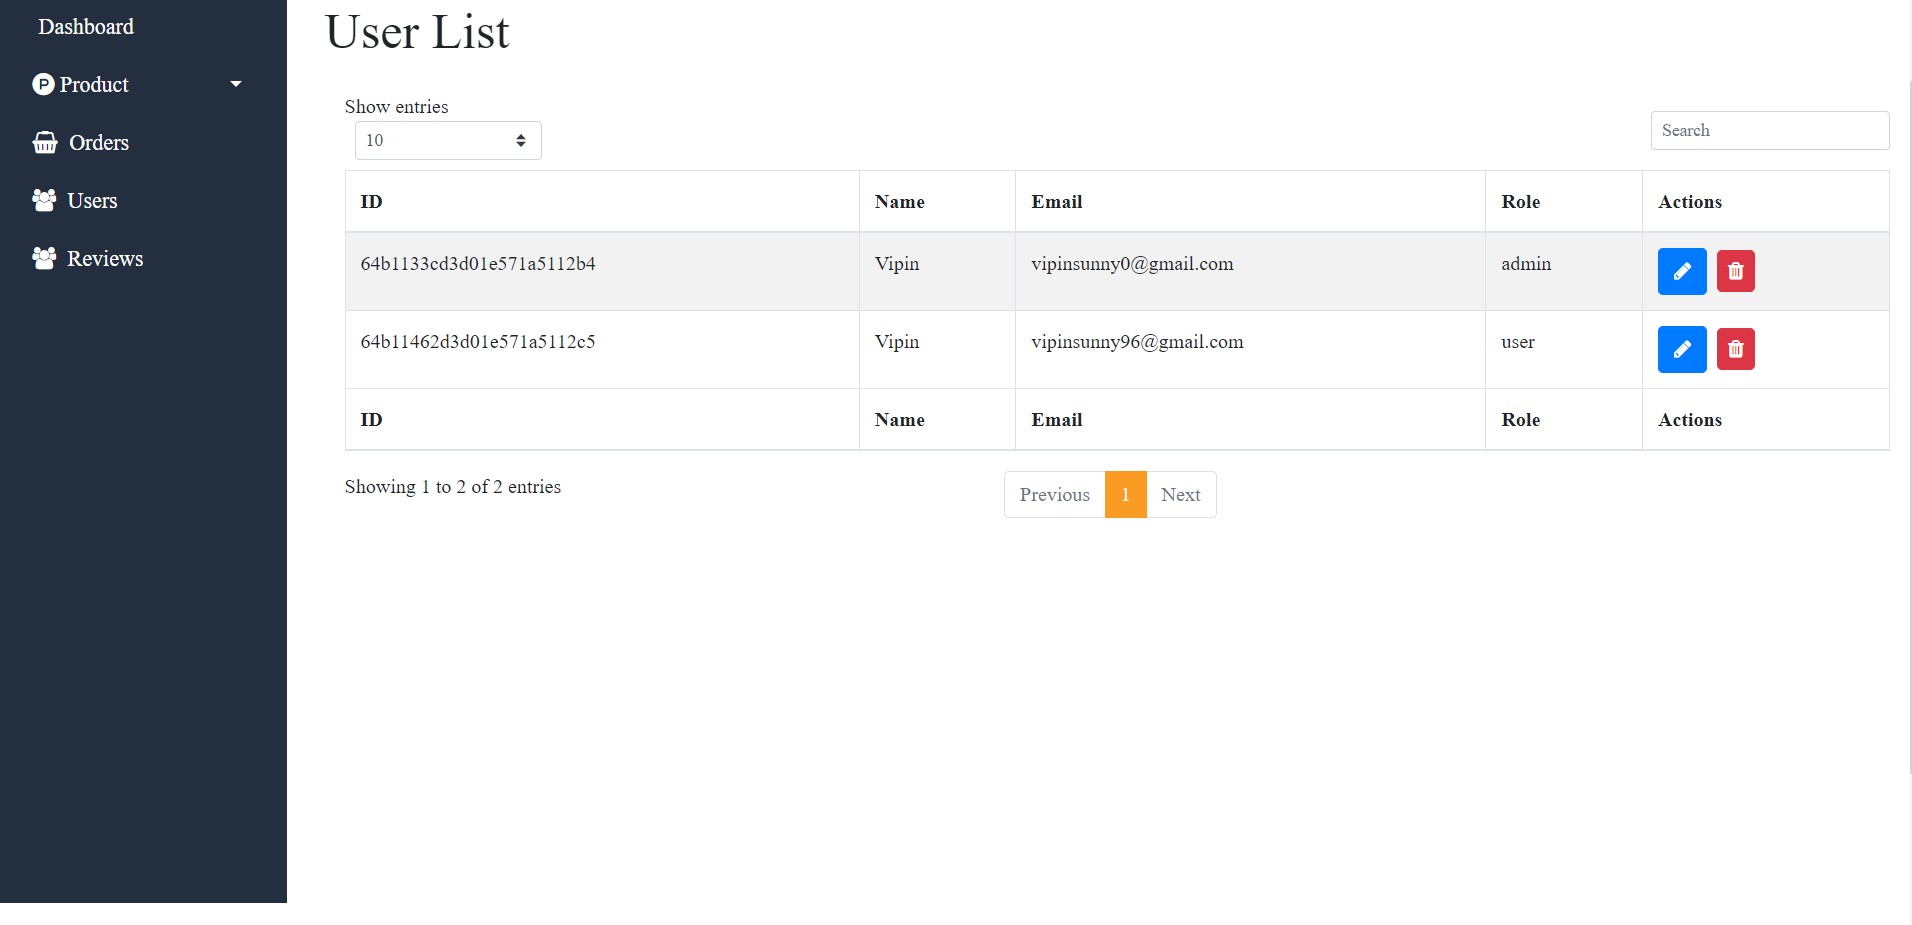 Dashboard
P Product
Orders
Users
Reviews
User List
Show entries
10
Search
ID Name Email Role Actions
64b1133cd3d01e571a5112b4 Vipin vipinsunny0@gmail.com admin
64b11462d3d01e571a5112c5 Vipin vipinsunny96@gmail.com user
ID Name Email Role Actions
Showing 1 to 2 of 2 entries
Previous 1 Next